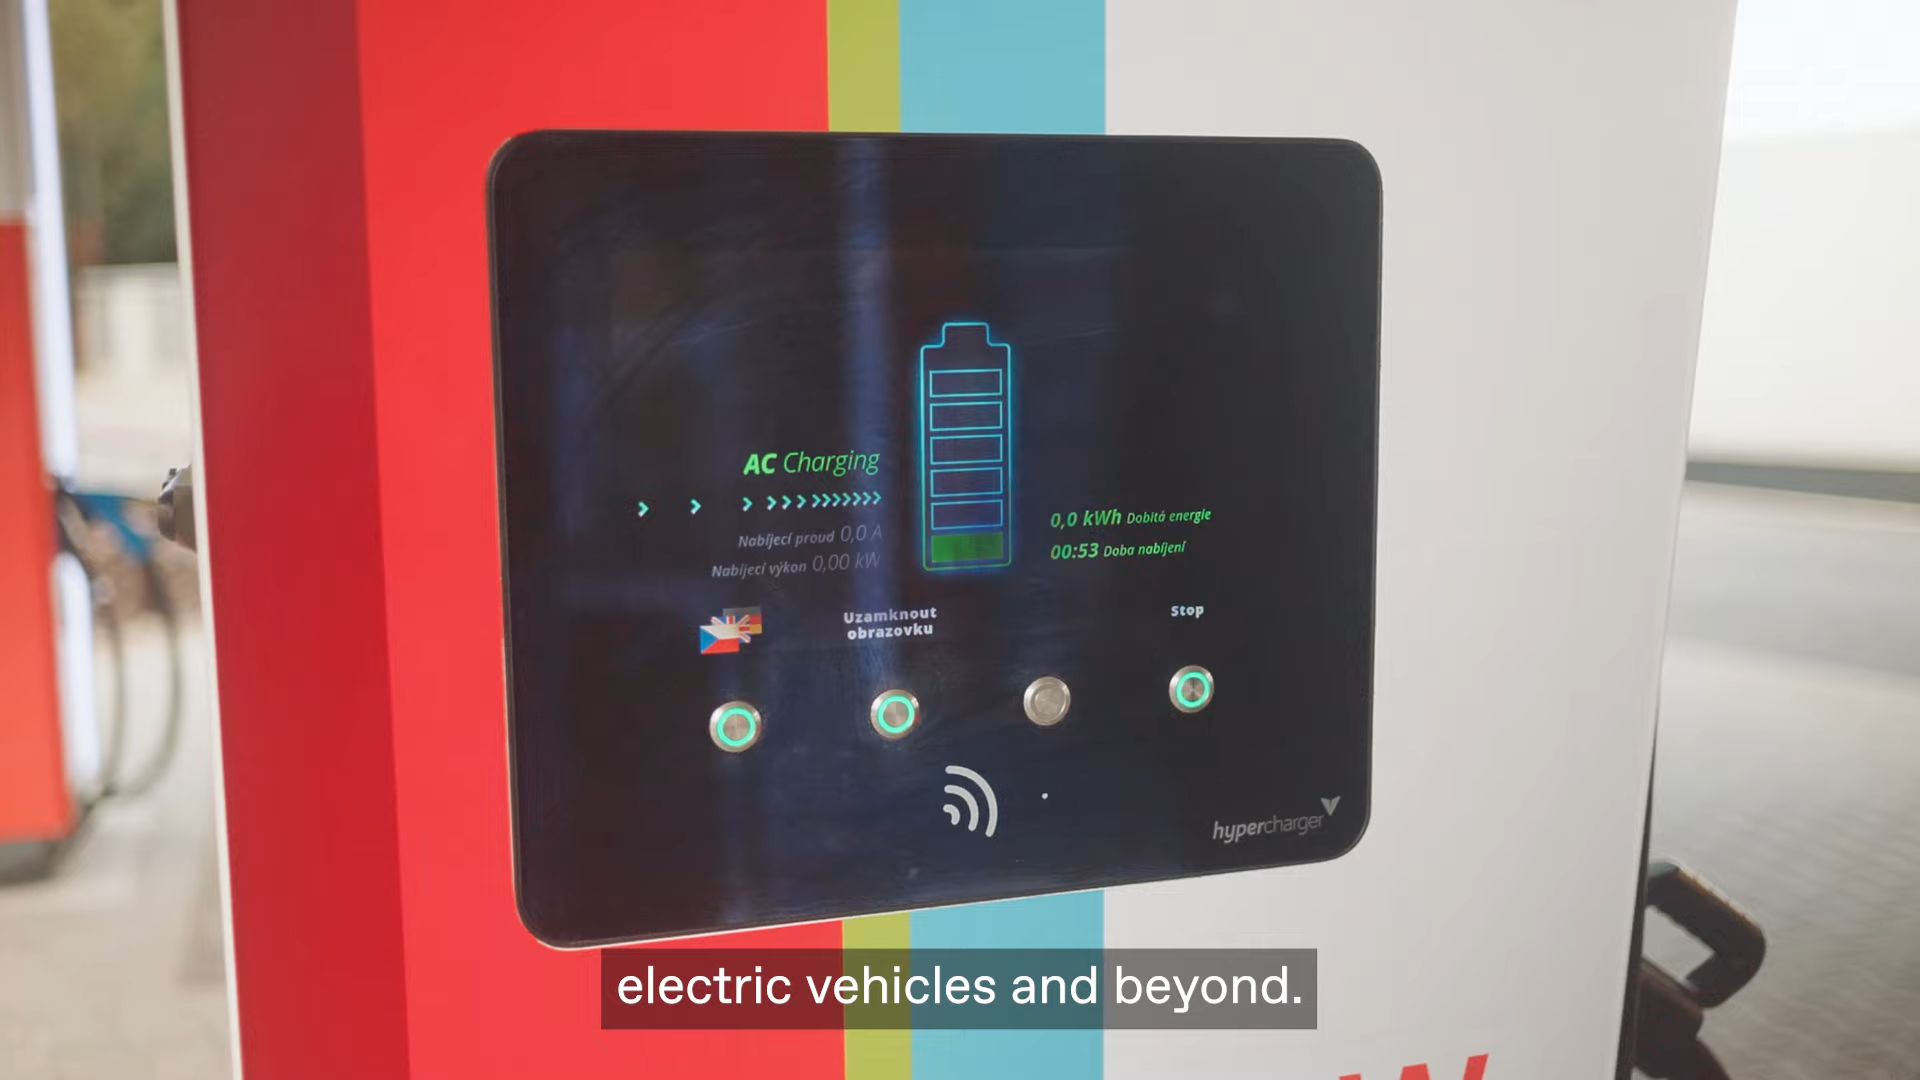 AC Charging
Nabíjecí proud 0,0 A
Nabíjecí výkon 0,00 kW
0,0 kWh Dobitá energie
00:53 Doba nabíjení
Uzamknout
obrazovku
Stop
hypercharger
electric vehicles and beyond.
W